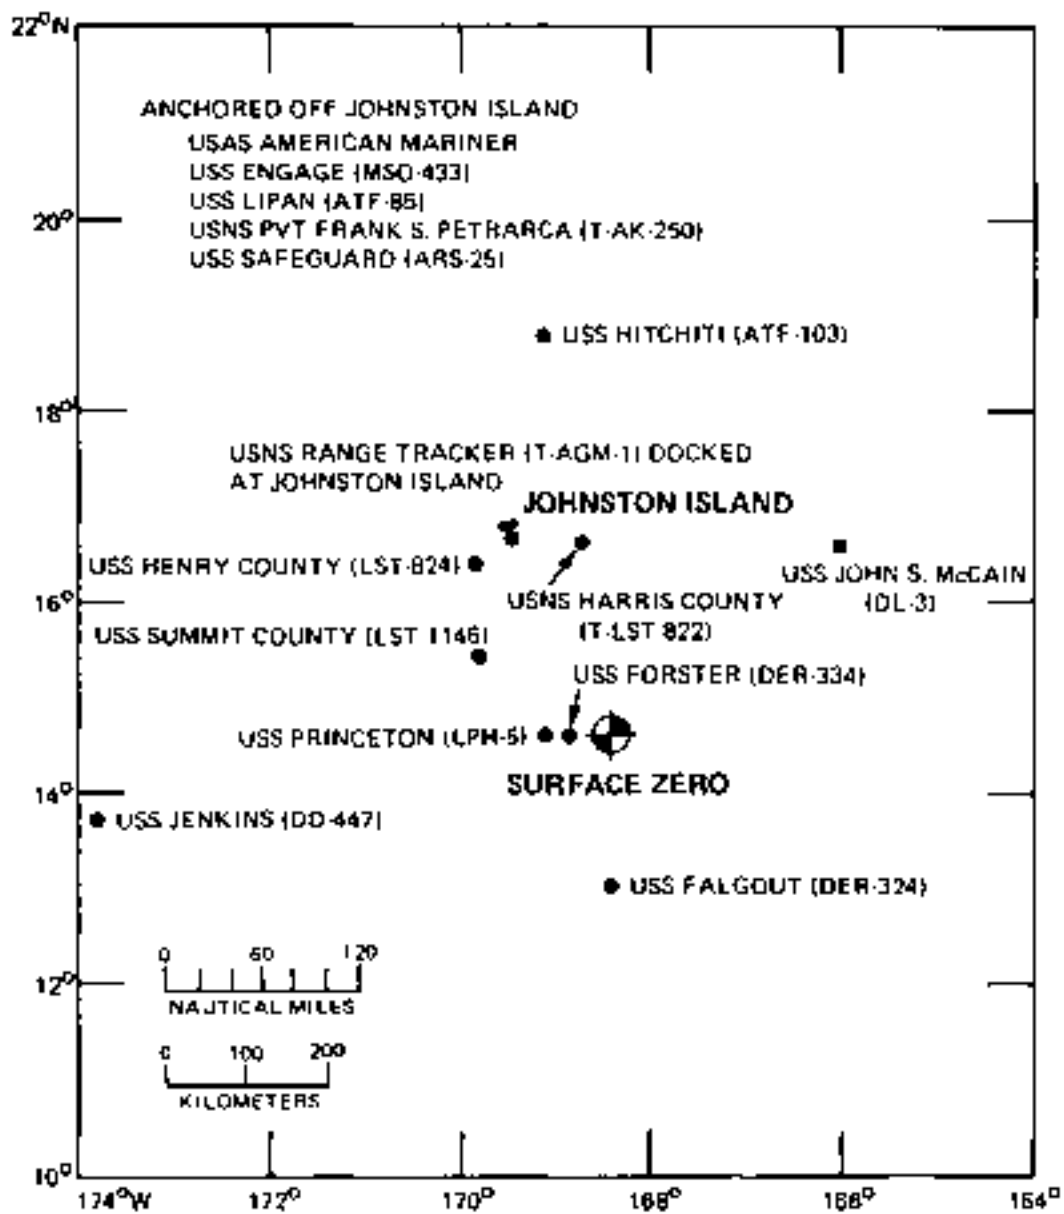 22°N
ANCHORED OFF JOHNSTON ISLAND
USAS AMERICAN MARINER
USS ENGAGE (MSO-433)
USS LIPAN (ATF-85)
USNS PVT FRANK S. PETRARCA (T-AK-250)
USS SAFEGUARD (ARS-25)
20°
USS HITCHITI (ATF-103)
18°
USNS RANGE TRACKER (T-AGM-1) DOCKED
AT JOHNSTON ISLAND
JOHNSTON ISLAND
USS HENRY COUNTY (LST-824)
USS JOHN S. McCAIN
(DL-3)
16°
USNS HARRIS COUNTY
(T-LST 822)
USS SUMMIT COUNTY (LST 1146)
USS FORSTER (DER-334)
USS PRINCETON (LPH-5)
SURFACE ZERO
14°
USS JENKINS (DD-447)
USS FALGOUT (DER-324)
0 60 120
NAUTICAL MILES
12°
0 100 200
KILOMETERS
10°
174°W 172° 170° 168° 166° 164°